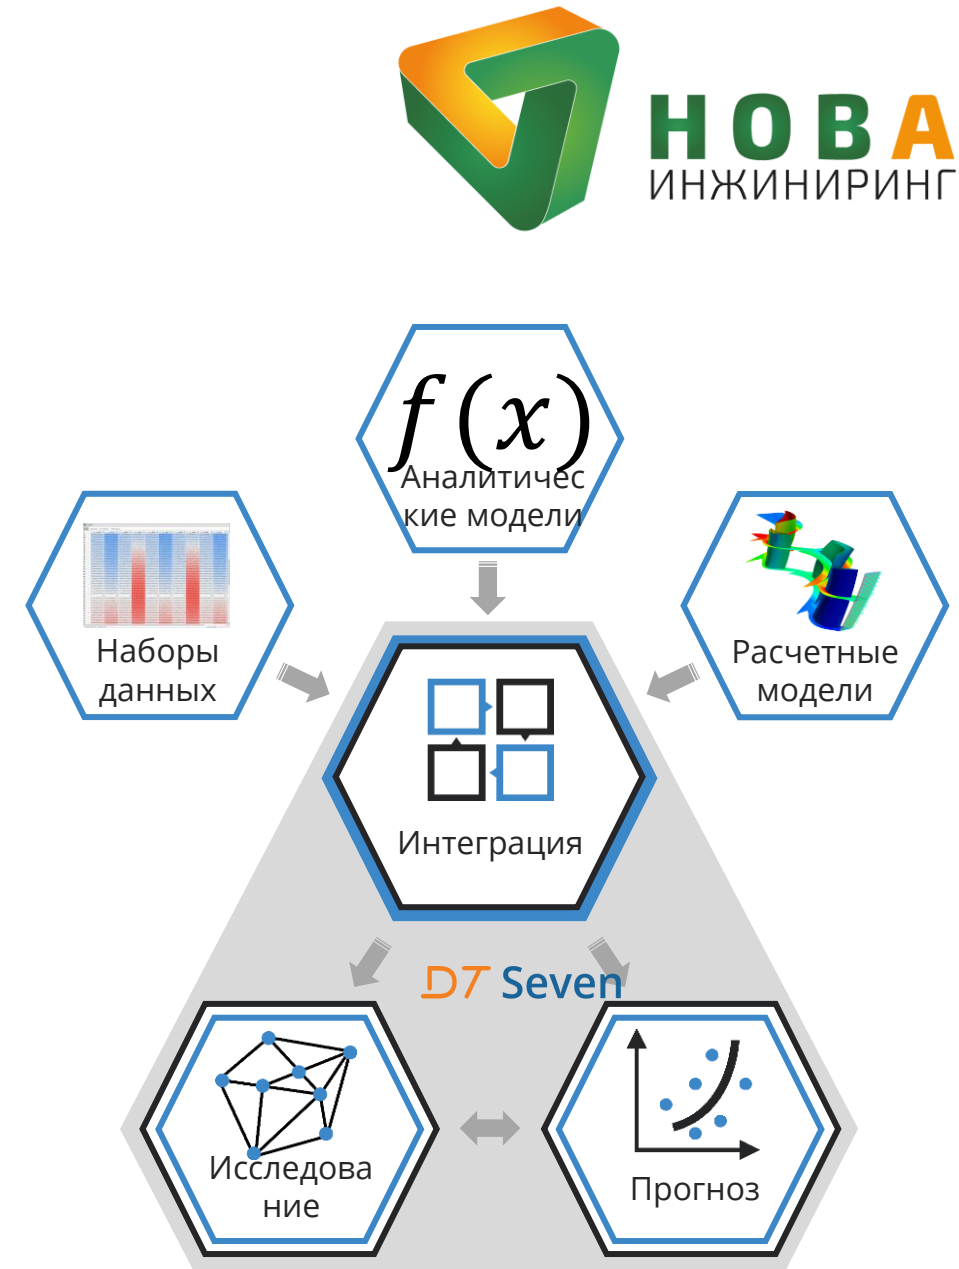 НОВА
ИНЖИНИРИНГ
f(x)
Аналитичес
кие модели
Наборы
данных
Расчетные
модели
Интеграция
DT Seven
Исследова
ние
Прогноз